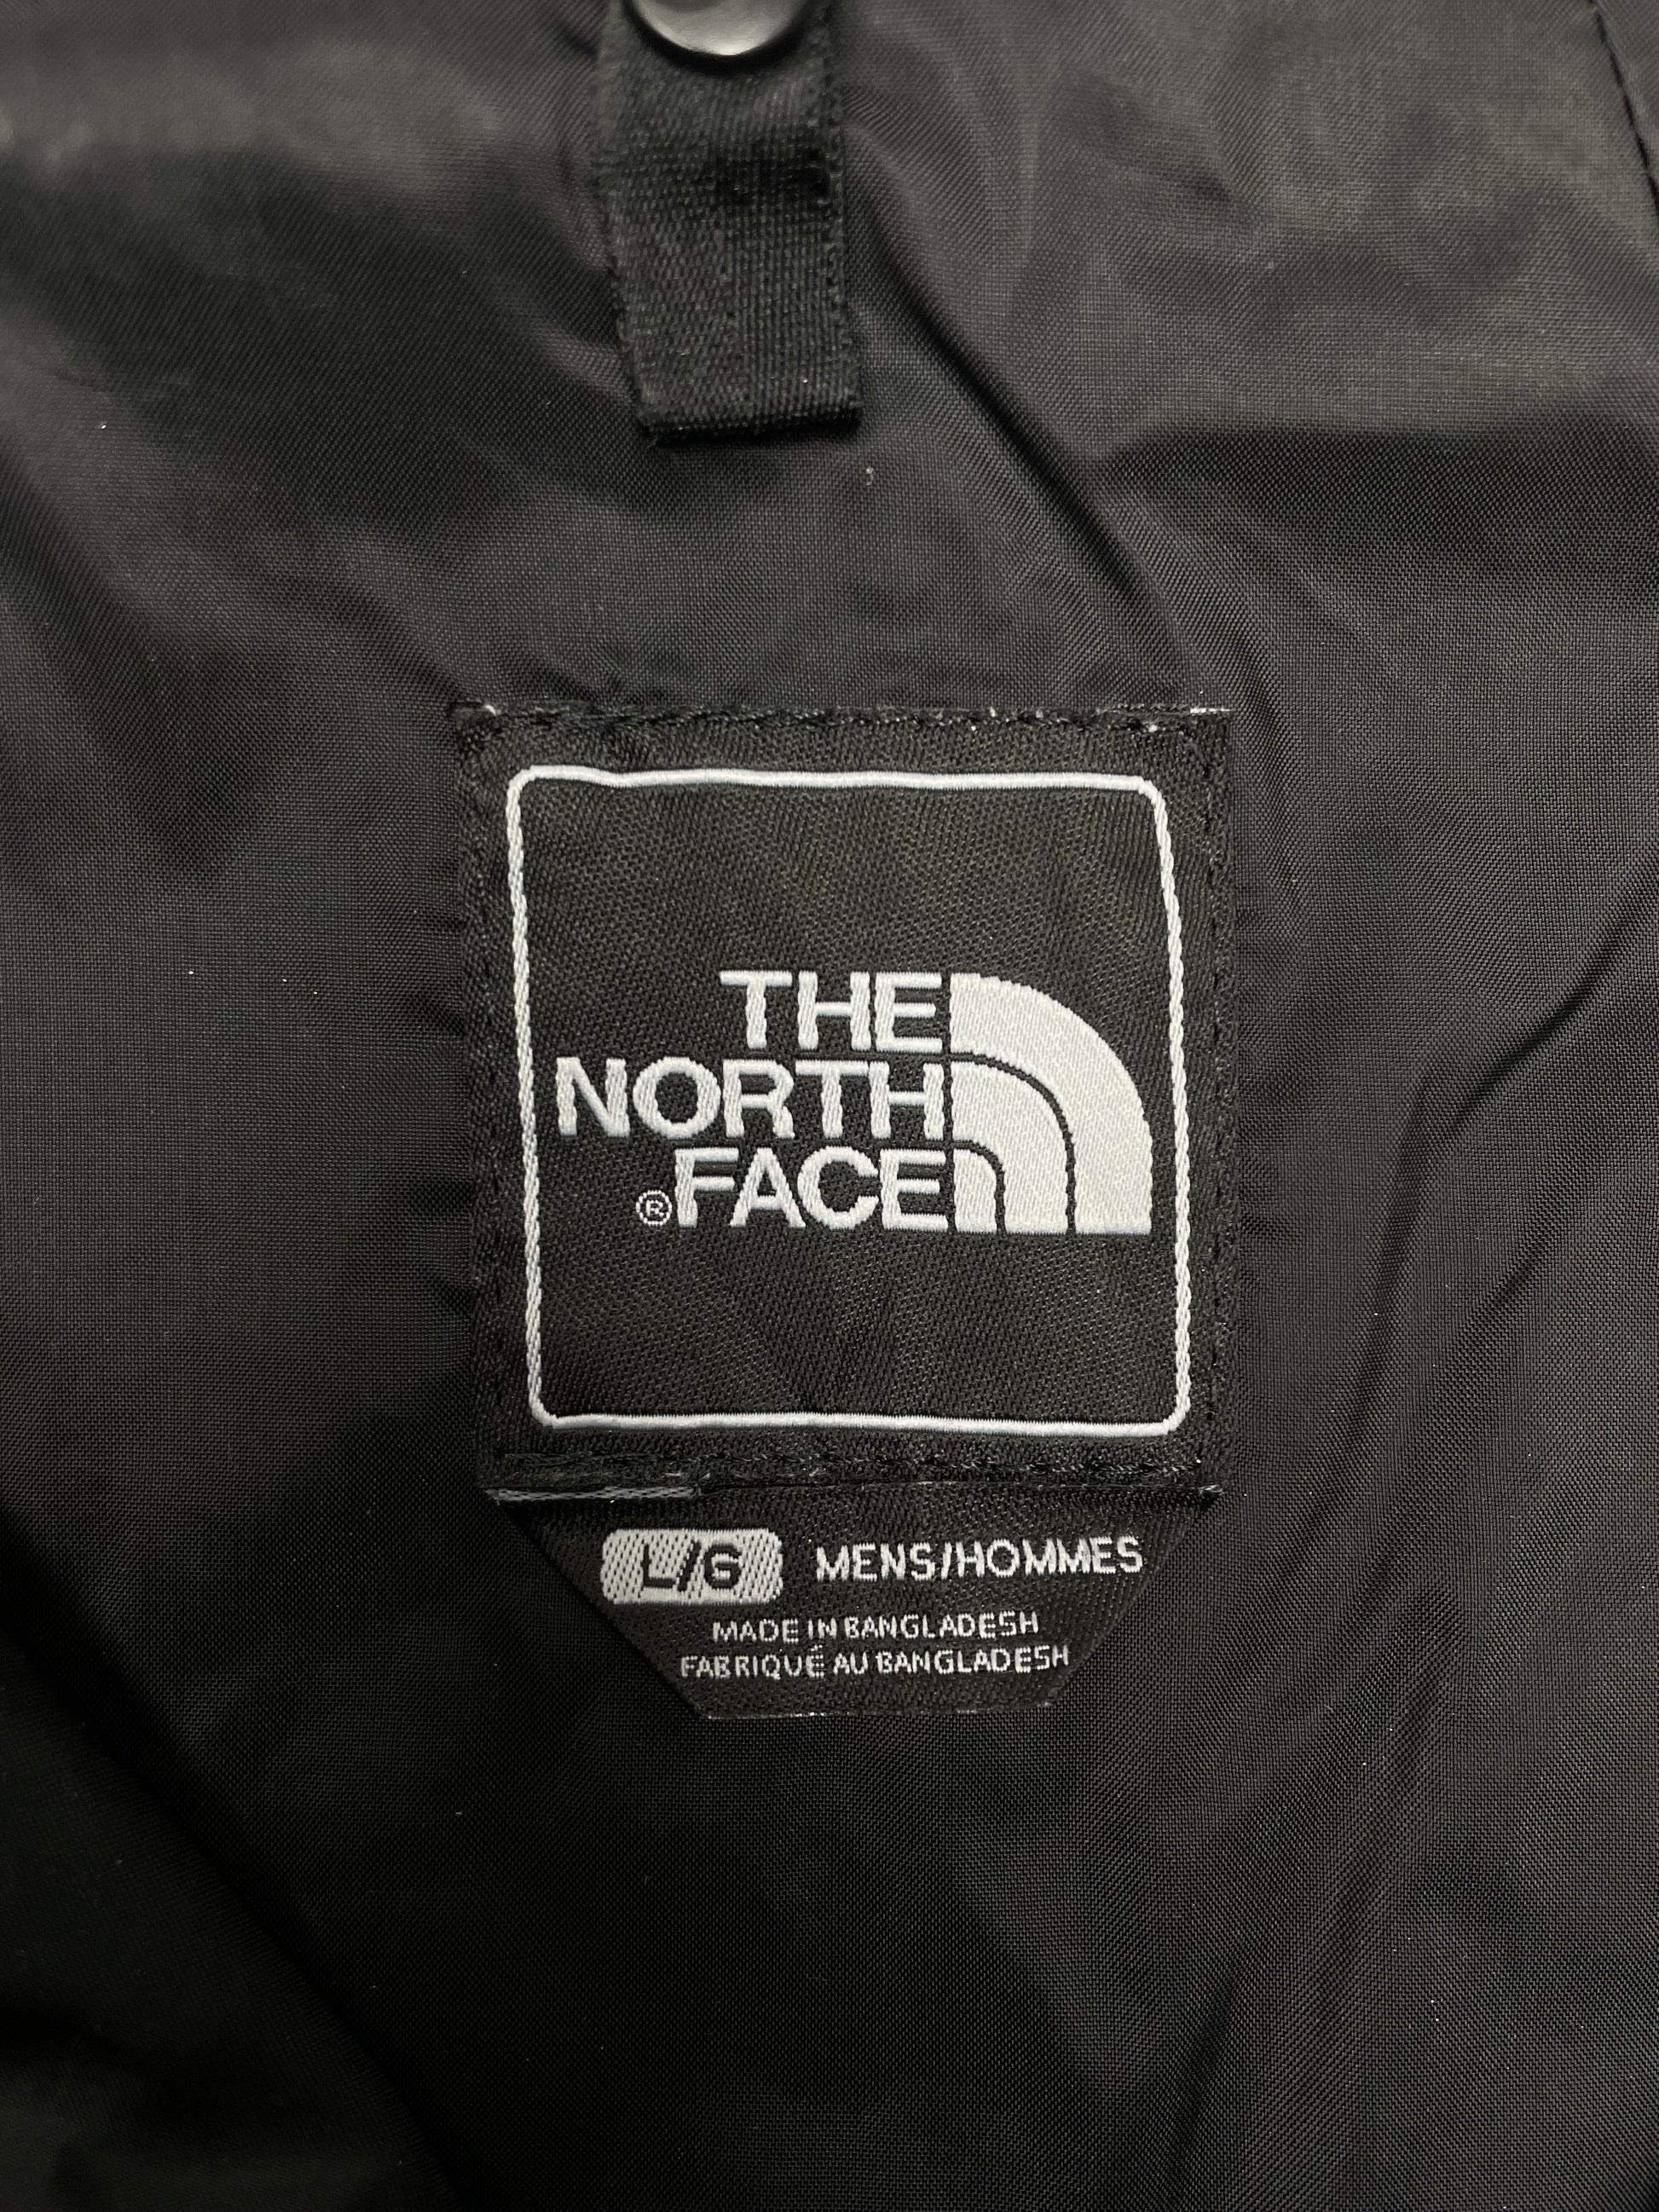 THE
NORTH
®FACE
L/G MENS/HOMMES
MADE IN BANGLADESH
FABRIQUÉ AU BANGLADESH